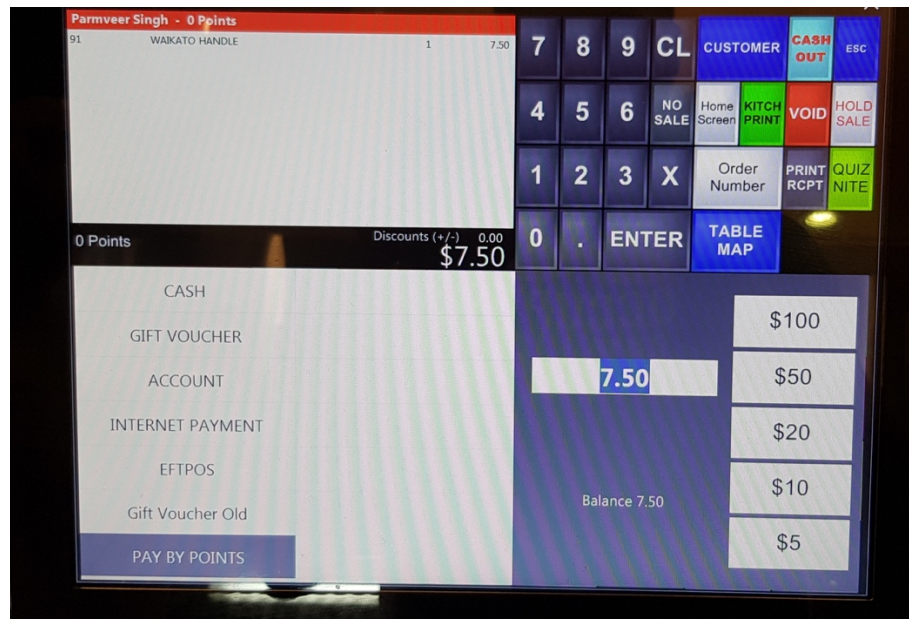 Parmveer Singh - 0 Points
91 WAIKATO HANDLE 1 7.50
0 Points
Discounts (+/-) 0.00
$7.50
7 8 9 CL CUSTOMER CASH OUT ESC
4 5 6 NO SALE Home Screen KITCH PRINT VOID HOLD SALE
1 2 3 X Order Number PRINT RCPT QUIZ NITE
0 . ENTER TABLE MAP
CASH
GIFT VOUCHER
ACCOUNT
INTERNET PAYMENT
EFTPOS
Gift Voucher Old
PAY BY POINTS
7.50
Balance 7.50
$100
$50
$20
$10
$5